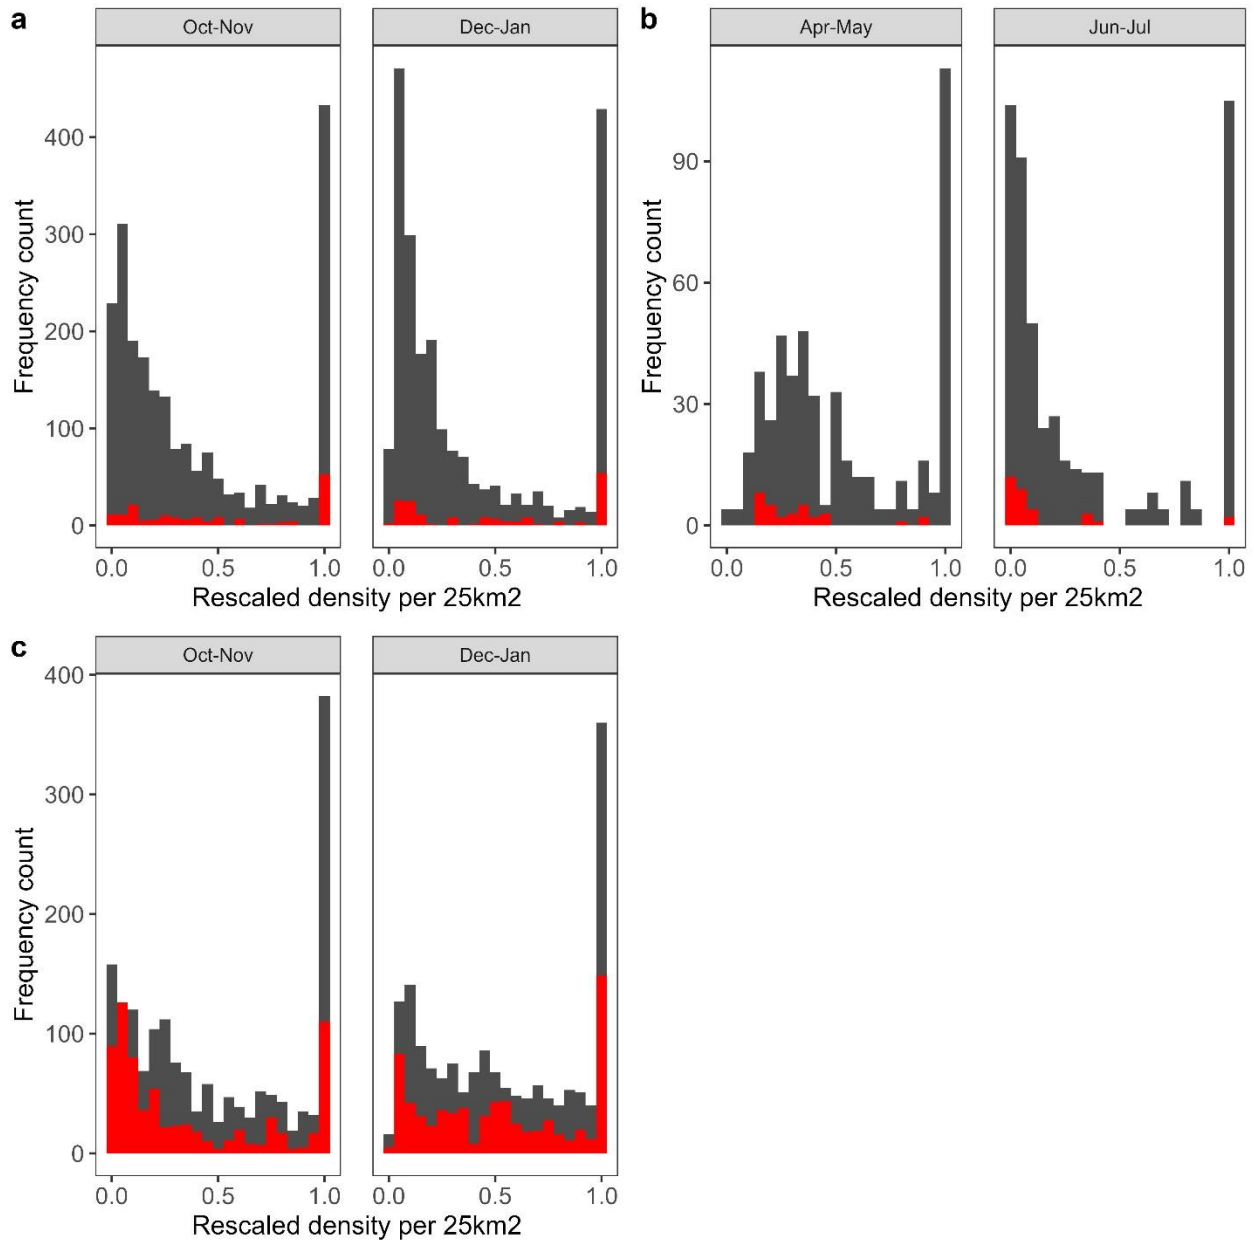 a
Oct-Nov
Dec-Jan
Frequency count
400
300
200
100
0
0.0 0.5 1.0
0.0 0.5 1.0
Rescaled density per 25km2
b
Apr-May
Jun-Jul
Frequency count
90
60
30
0
0.0 0.5 1.0
0.0 0.5 1.0
Rescaled density per 25km2
c
Oct-Nov
Dec-Jan
Frequency count
400
300
200
100
0
0.0 0.5 1.0
0.0 0.5 1.0
Rescaled density per 25km2